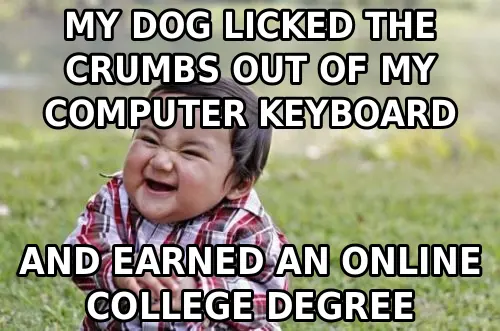 MY DOG LICKED THE
CRUMBS OUT OF MY
COMPUTER KEYBOARD
AND EARNED AN ONLINE
COLLEGE DEGREE